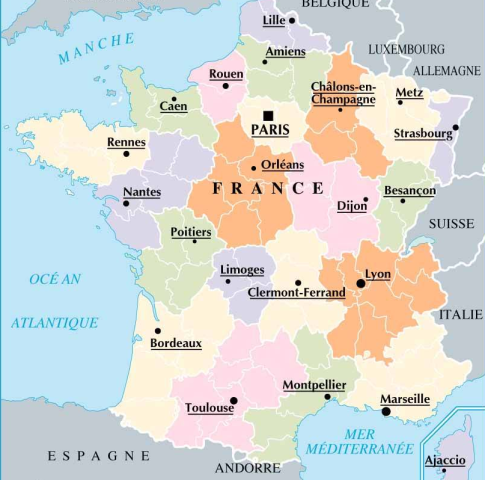 BELGIQUE
Lille
MANCHE
Amiens
LUXEMBOURG
ALLEMAGNE
Rouen
Châlons-en-
Champagne
Metz
Caen
PARIS
Strasbourg
Rennes
Orléans
FRANCE
Nantes
Besançon
Dijon
Poitiers
SUISSE
Limoges
Lyon
OCÉAN
ATLANTIQUE
Clermont-Ferrand
ITALIE
Bordeaux
Montpellier
Marseille
Toulouse
MER
MÉDITERRANÉE
ESPAGNE
ANDORRE
Ajaccio